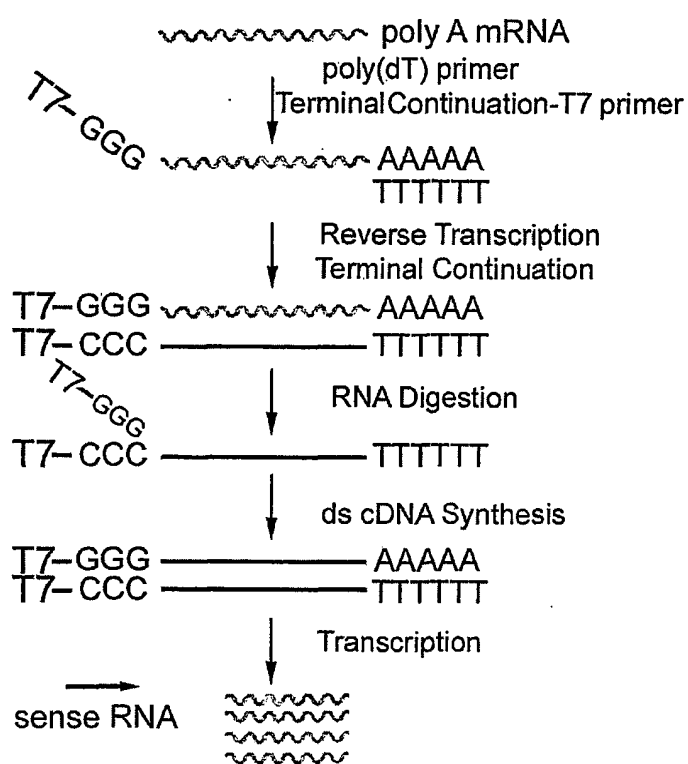 poly A mRNA
poly(dT) primer
Terminal Continuation-T7 primer
T7-GGG
AAAAA
TTTTTT
Reverse Transcription
Terminal Continuation
T7-GGG AAAAA
T7-CCC TTTTTT
T7-GGG
RNA Digestion
T7-CCC TTTTTT
ds cDNA Synthesis
T7-GGG AAAAA
T7-CCC TTTTTT
Transcription
sense RNA